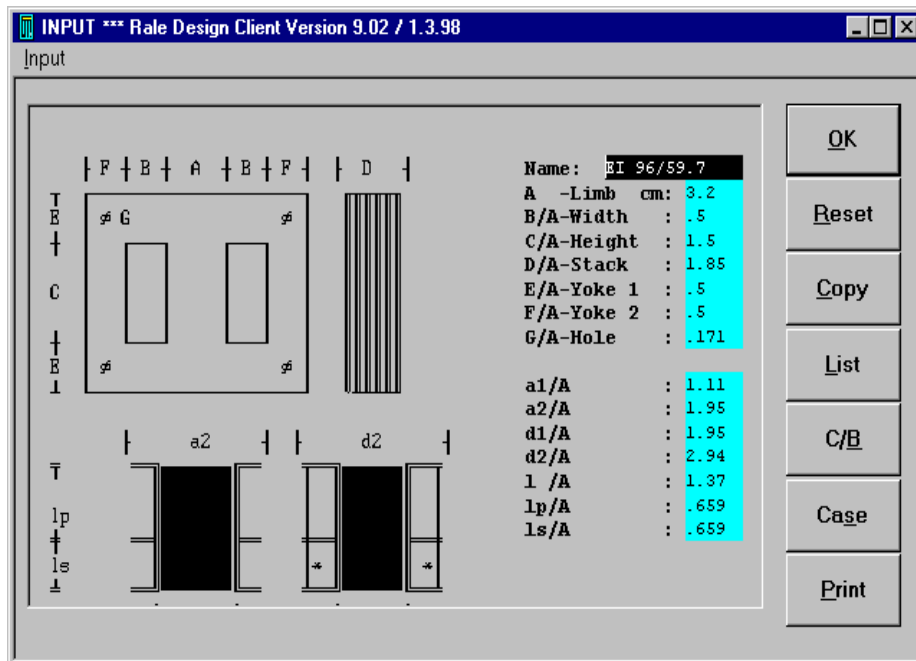 INPUT *** Rale Design Client Version 9.02 / 1.3.98
Input
F B A B F D
E
G
C
E
a2 d2
lp
ls
*
*
Name: EI 96/59.7
A -Limb cm: 3.2
B/A-Width : .5
C/A-Height : 1.5
D/A-Stack : 1.85
E/A-Yoke 1 : .5
F/A-Yoke 2 : .5
G/A-Hole : .171
a1/A : 1.11
a2/A : 1.95
d1/A : 1.95
d2/A : 2.94
l /A : 1.37
lp/A : .659
ls/A : .659
OK
Reset
Copy
List
C/B
Case
Print